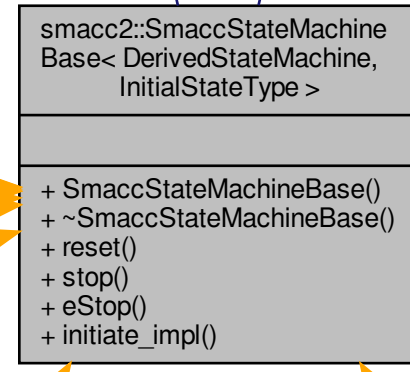 smacc2::SmaccStateMachine
Base< DerivedStateMachine,
InitialStateType >
+ SmaccStateMachineBase()
+ ~SmaccStateMachineBase()
+ reset()
+ stop()
+ eStop()
+ initiate_impl()